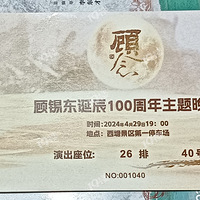 顾念
顾锡东诞辰100周年主题晚
时间:2024年4月29日19:00
地点:西塘景区第一停车场
演出座位: 26 排 40号
NO:001040